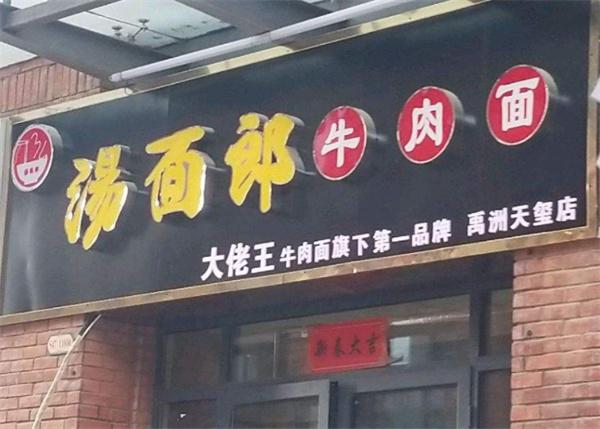 湯面郎牛肉面
大佬王牛肉面旗下第一品牌 禹洲天玺店
新春大吉